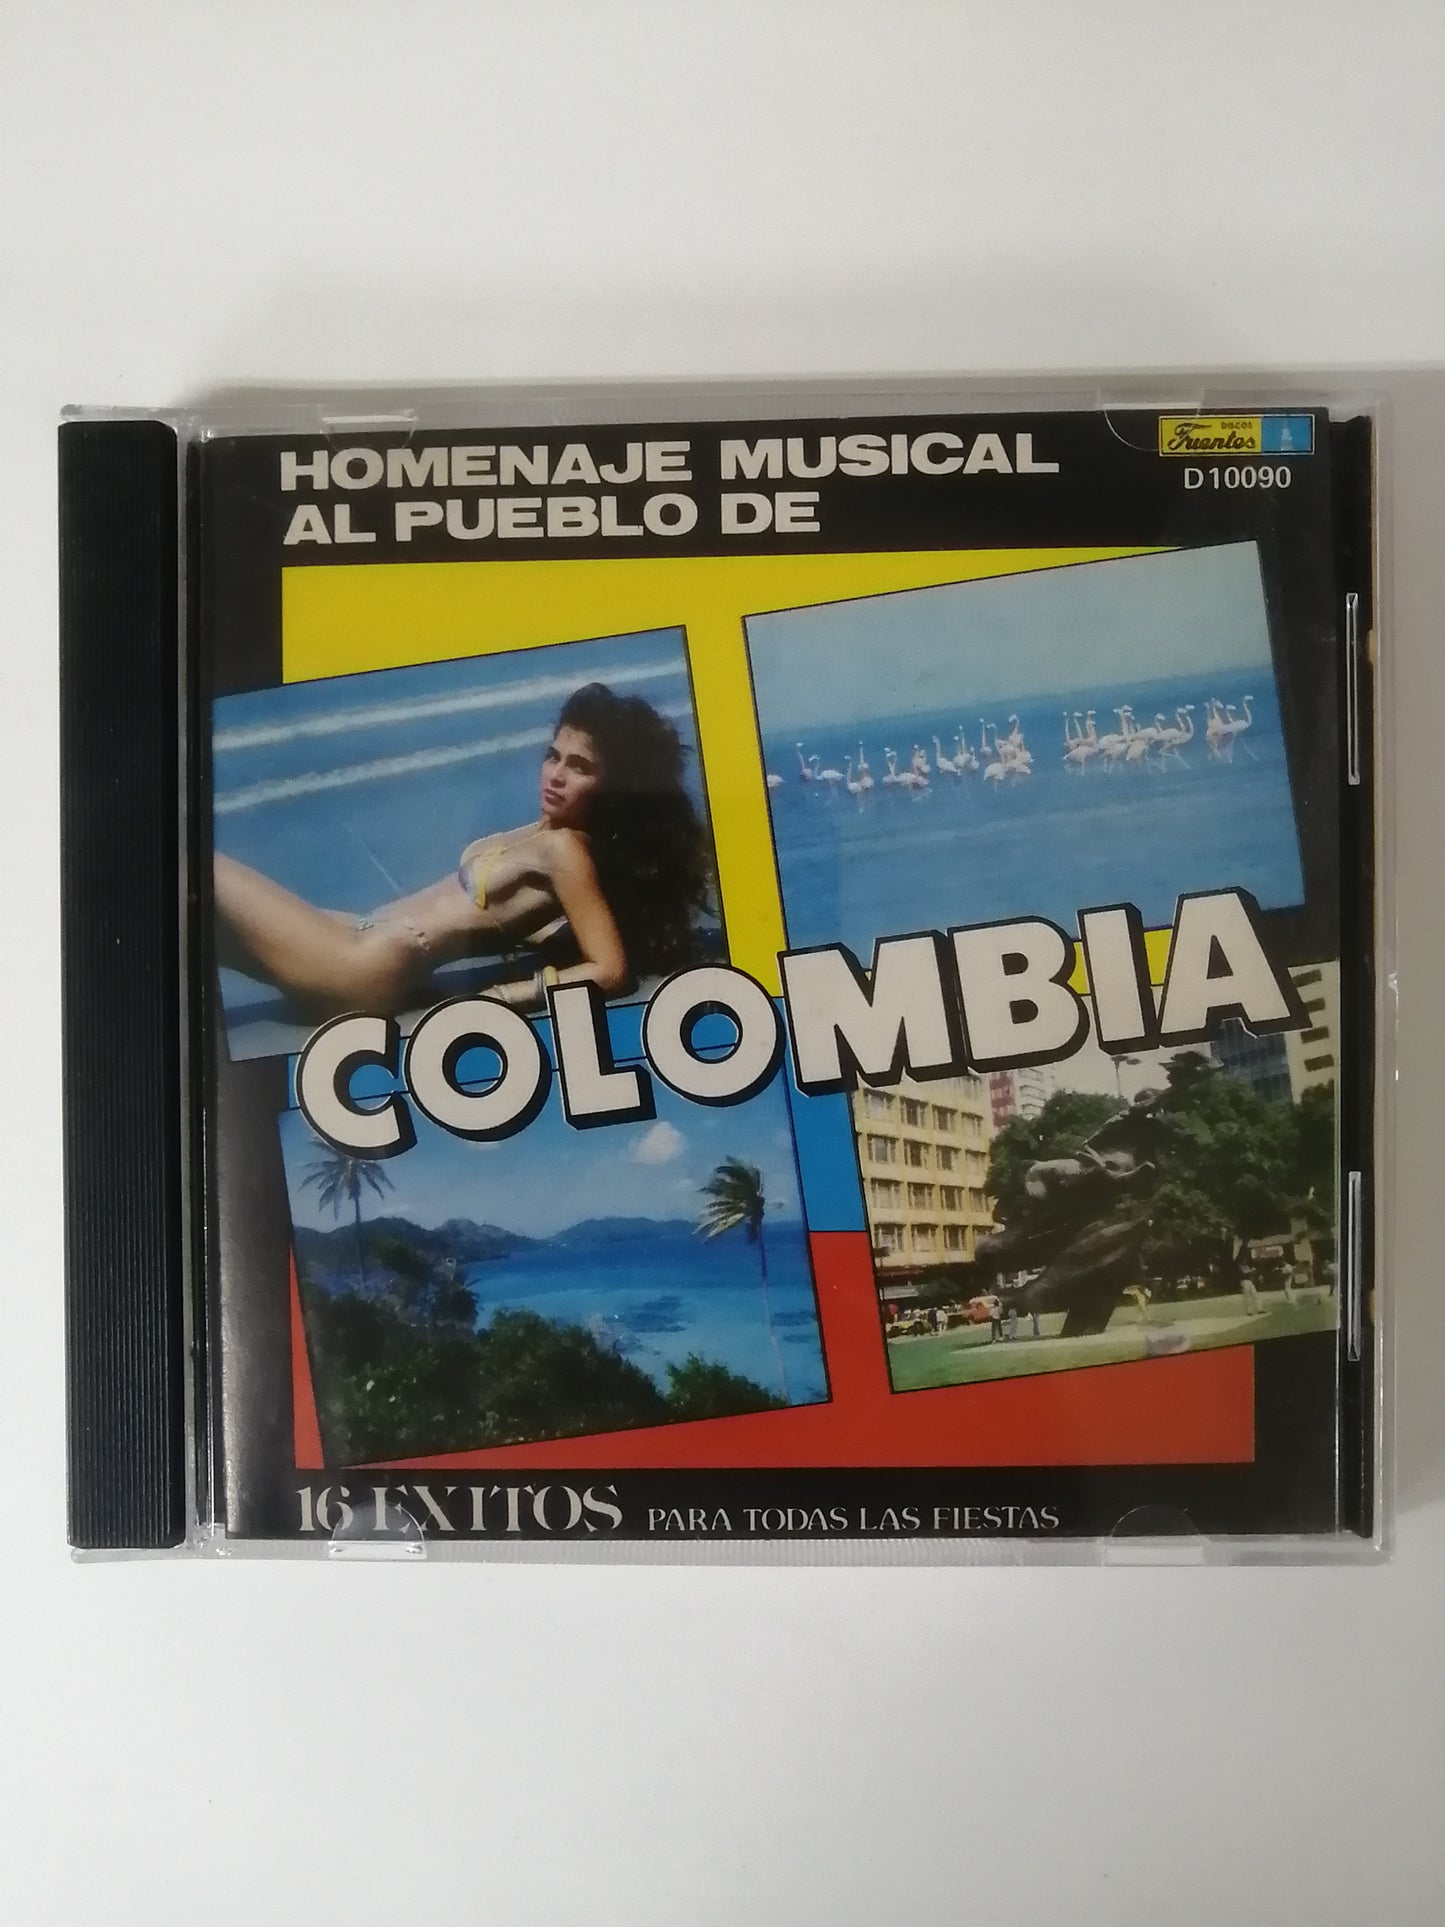 HOMENAJE MUSICAL
AL PUEBLO DE
DISCOS
Fuentes
D10090
COLOMBIA
16 EXITOS PARA TODAS LAS FIESTAS